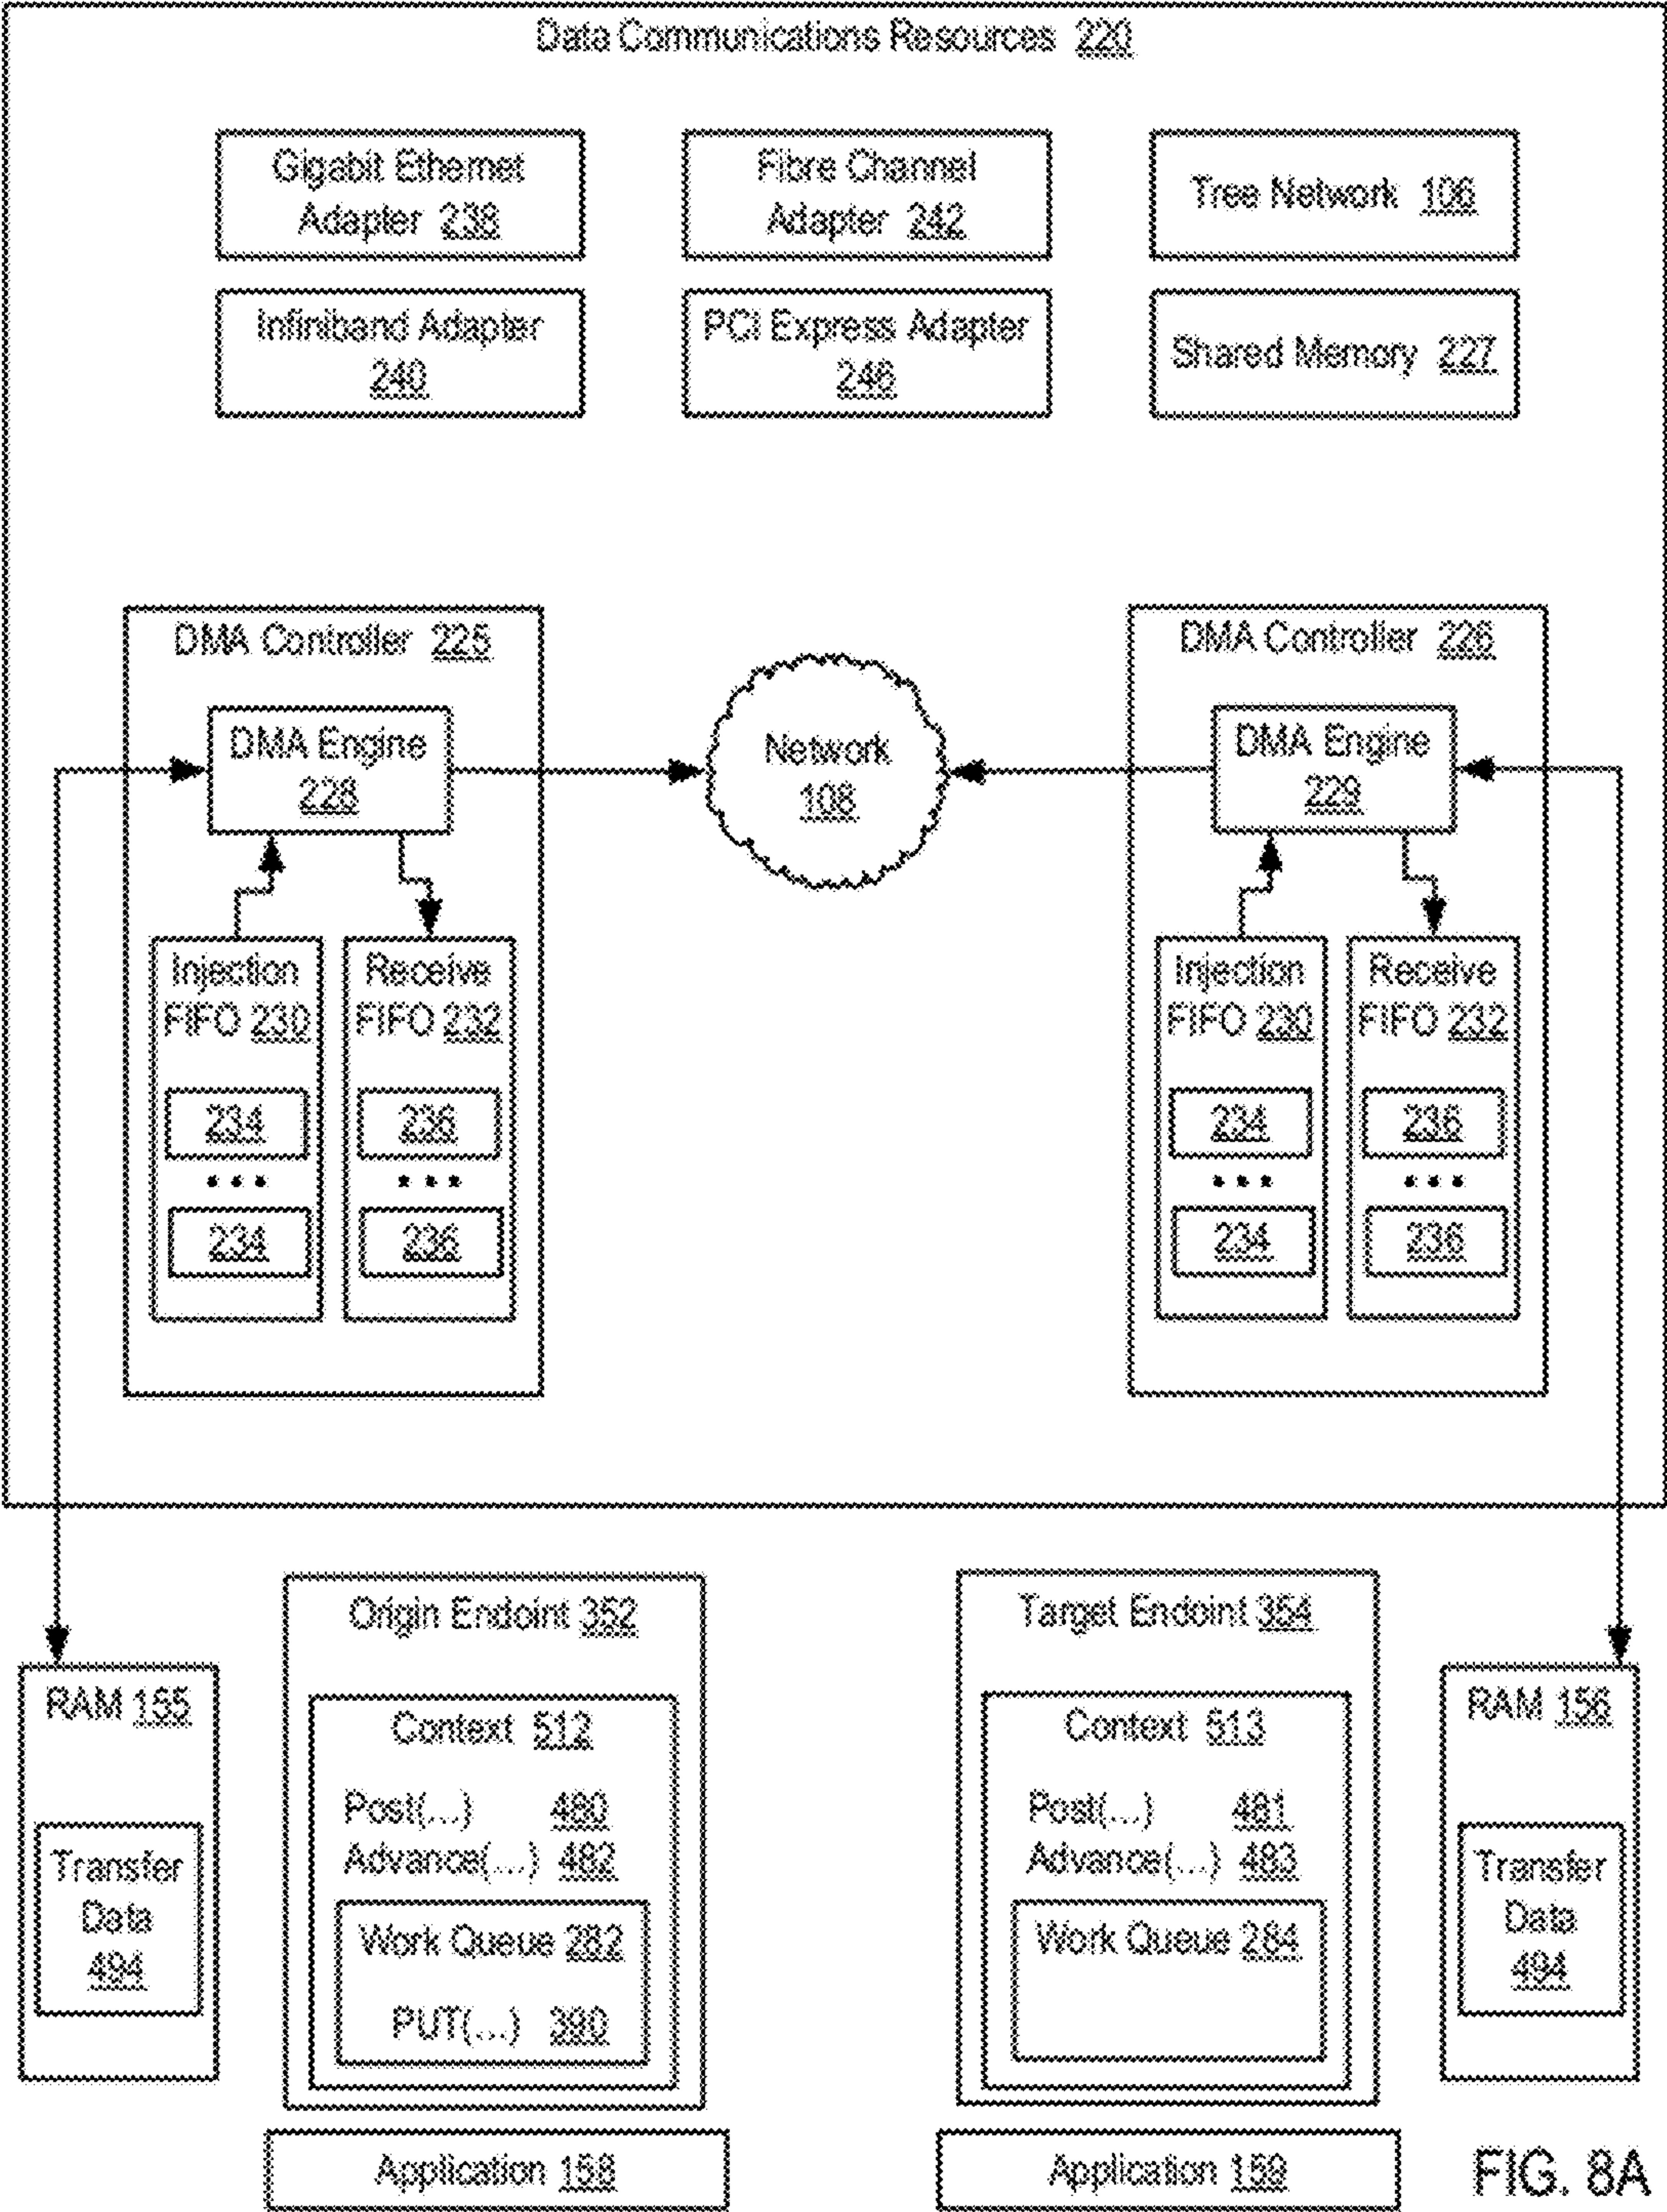 Data Communications Resources 220
Gigabit Ethernet
Adapter 238
Fibre Channel
Adapter 242
Tree Network 106
Infiniband Adapter
240
PCI Express Adapter
246
Shared Memory 227
DMA Controller 225
DMA Engine
228
Injection
FIFO 230
234
• • •
234
Receive
FIFO 232
236
• • •
236
Network
108
DMA Controller 226
DMA Engine
229
Injection
FIFO 230
234
• • •
234
Receive
FIFO 232
236
• • •
236
RAM 155
Transfer
Data
494
Origin Endoint 352
Context 512
Post(...) 480
Advance(...) 482
Work Queue 282
PUT(...) 390
Application 158
Target Endoint 354
Context 513
Post(...) 481
Advance(...) 483
Work Queue 284
Application 159
RAM 156
Transfer
Data
494
FIG. 8A